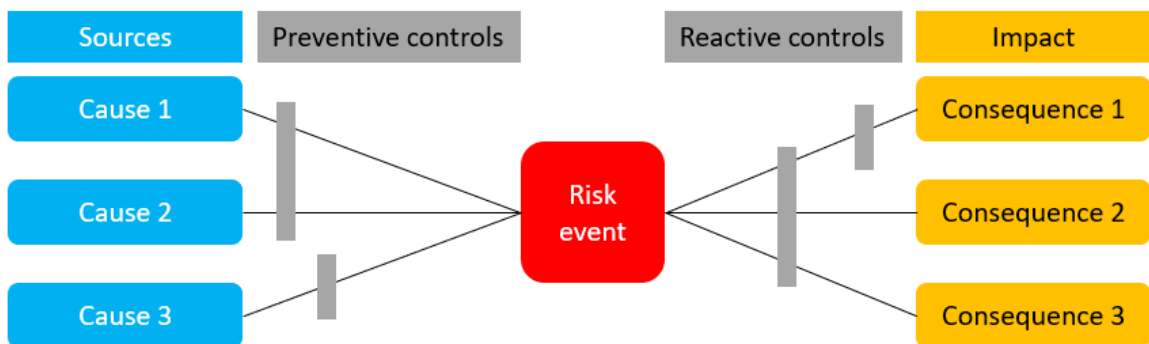 Sources
Preventive controls
Reactive controls
Impact
Cause 1
Consequence 1
Cause 2
Risk
event
Consequence 2
Cause 3
Consequence 3